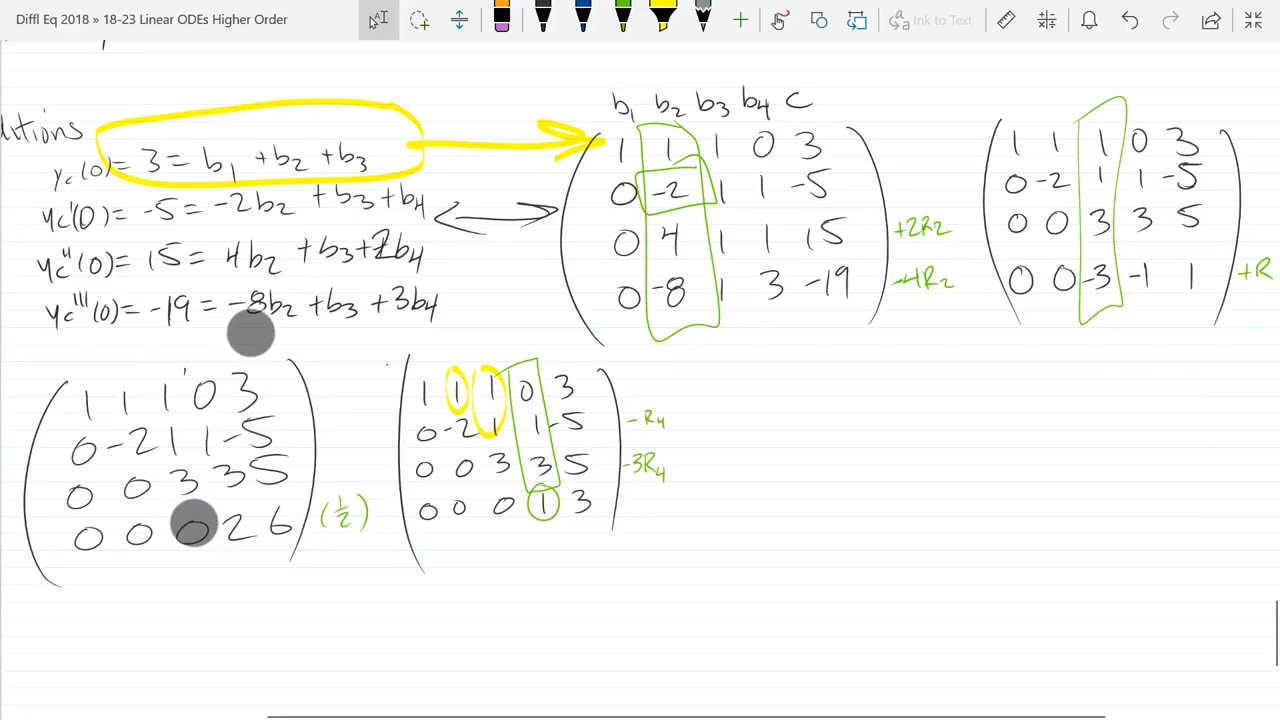 Diffl Eq 2018 » 18-23 Linear ODEs Higher Order
Ink to Text
ditions
yc(0) = 3 = b1 + b2 + b3
yc'(0) = -5 = -2b2 + b3 + b4
yc''(0) = 15 = 4b2 + b3 + 2b4
yc'''(0) = -19 = -8b2 + b3 + 3b4
b1 b2 b3 b4 c
1 1 1 0 3
0 -2 1 1 -5
0 4 1 1 15 +2R2
0 -8 1 3 -19 -4R2
1 1 1 0 3
0 -2 1 1 -5
0 0 3 3 5
0 0 -3 -1 1 +R
1 1 1 0 3
0 -2 1 1 -5
0 0 3 3 5
0 0 0 2 6 (1/2)
1 1 1 0 3
0 -2 1 1 -5 -R4
0 0 3 3 5 -3R4
0 0 0 1 3